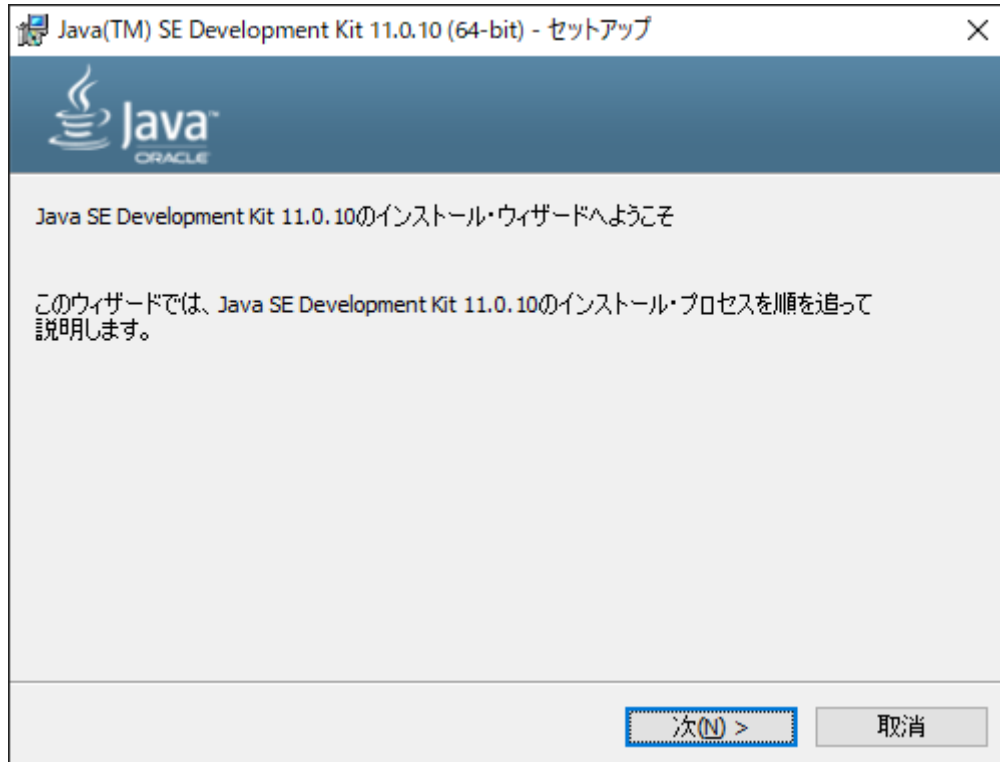 Java(TM) SE Development Kit 11.0.10 (64-bit) - セットアップ
Java™
ORACLE
Java SE Development Kit 11.0.10のインストール・ウィザードへようこそ
このウィザードでは、Java SE Development Kit 11.0.10のインストール・プロセスを順を追って
説明します。
次(N) >
取消